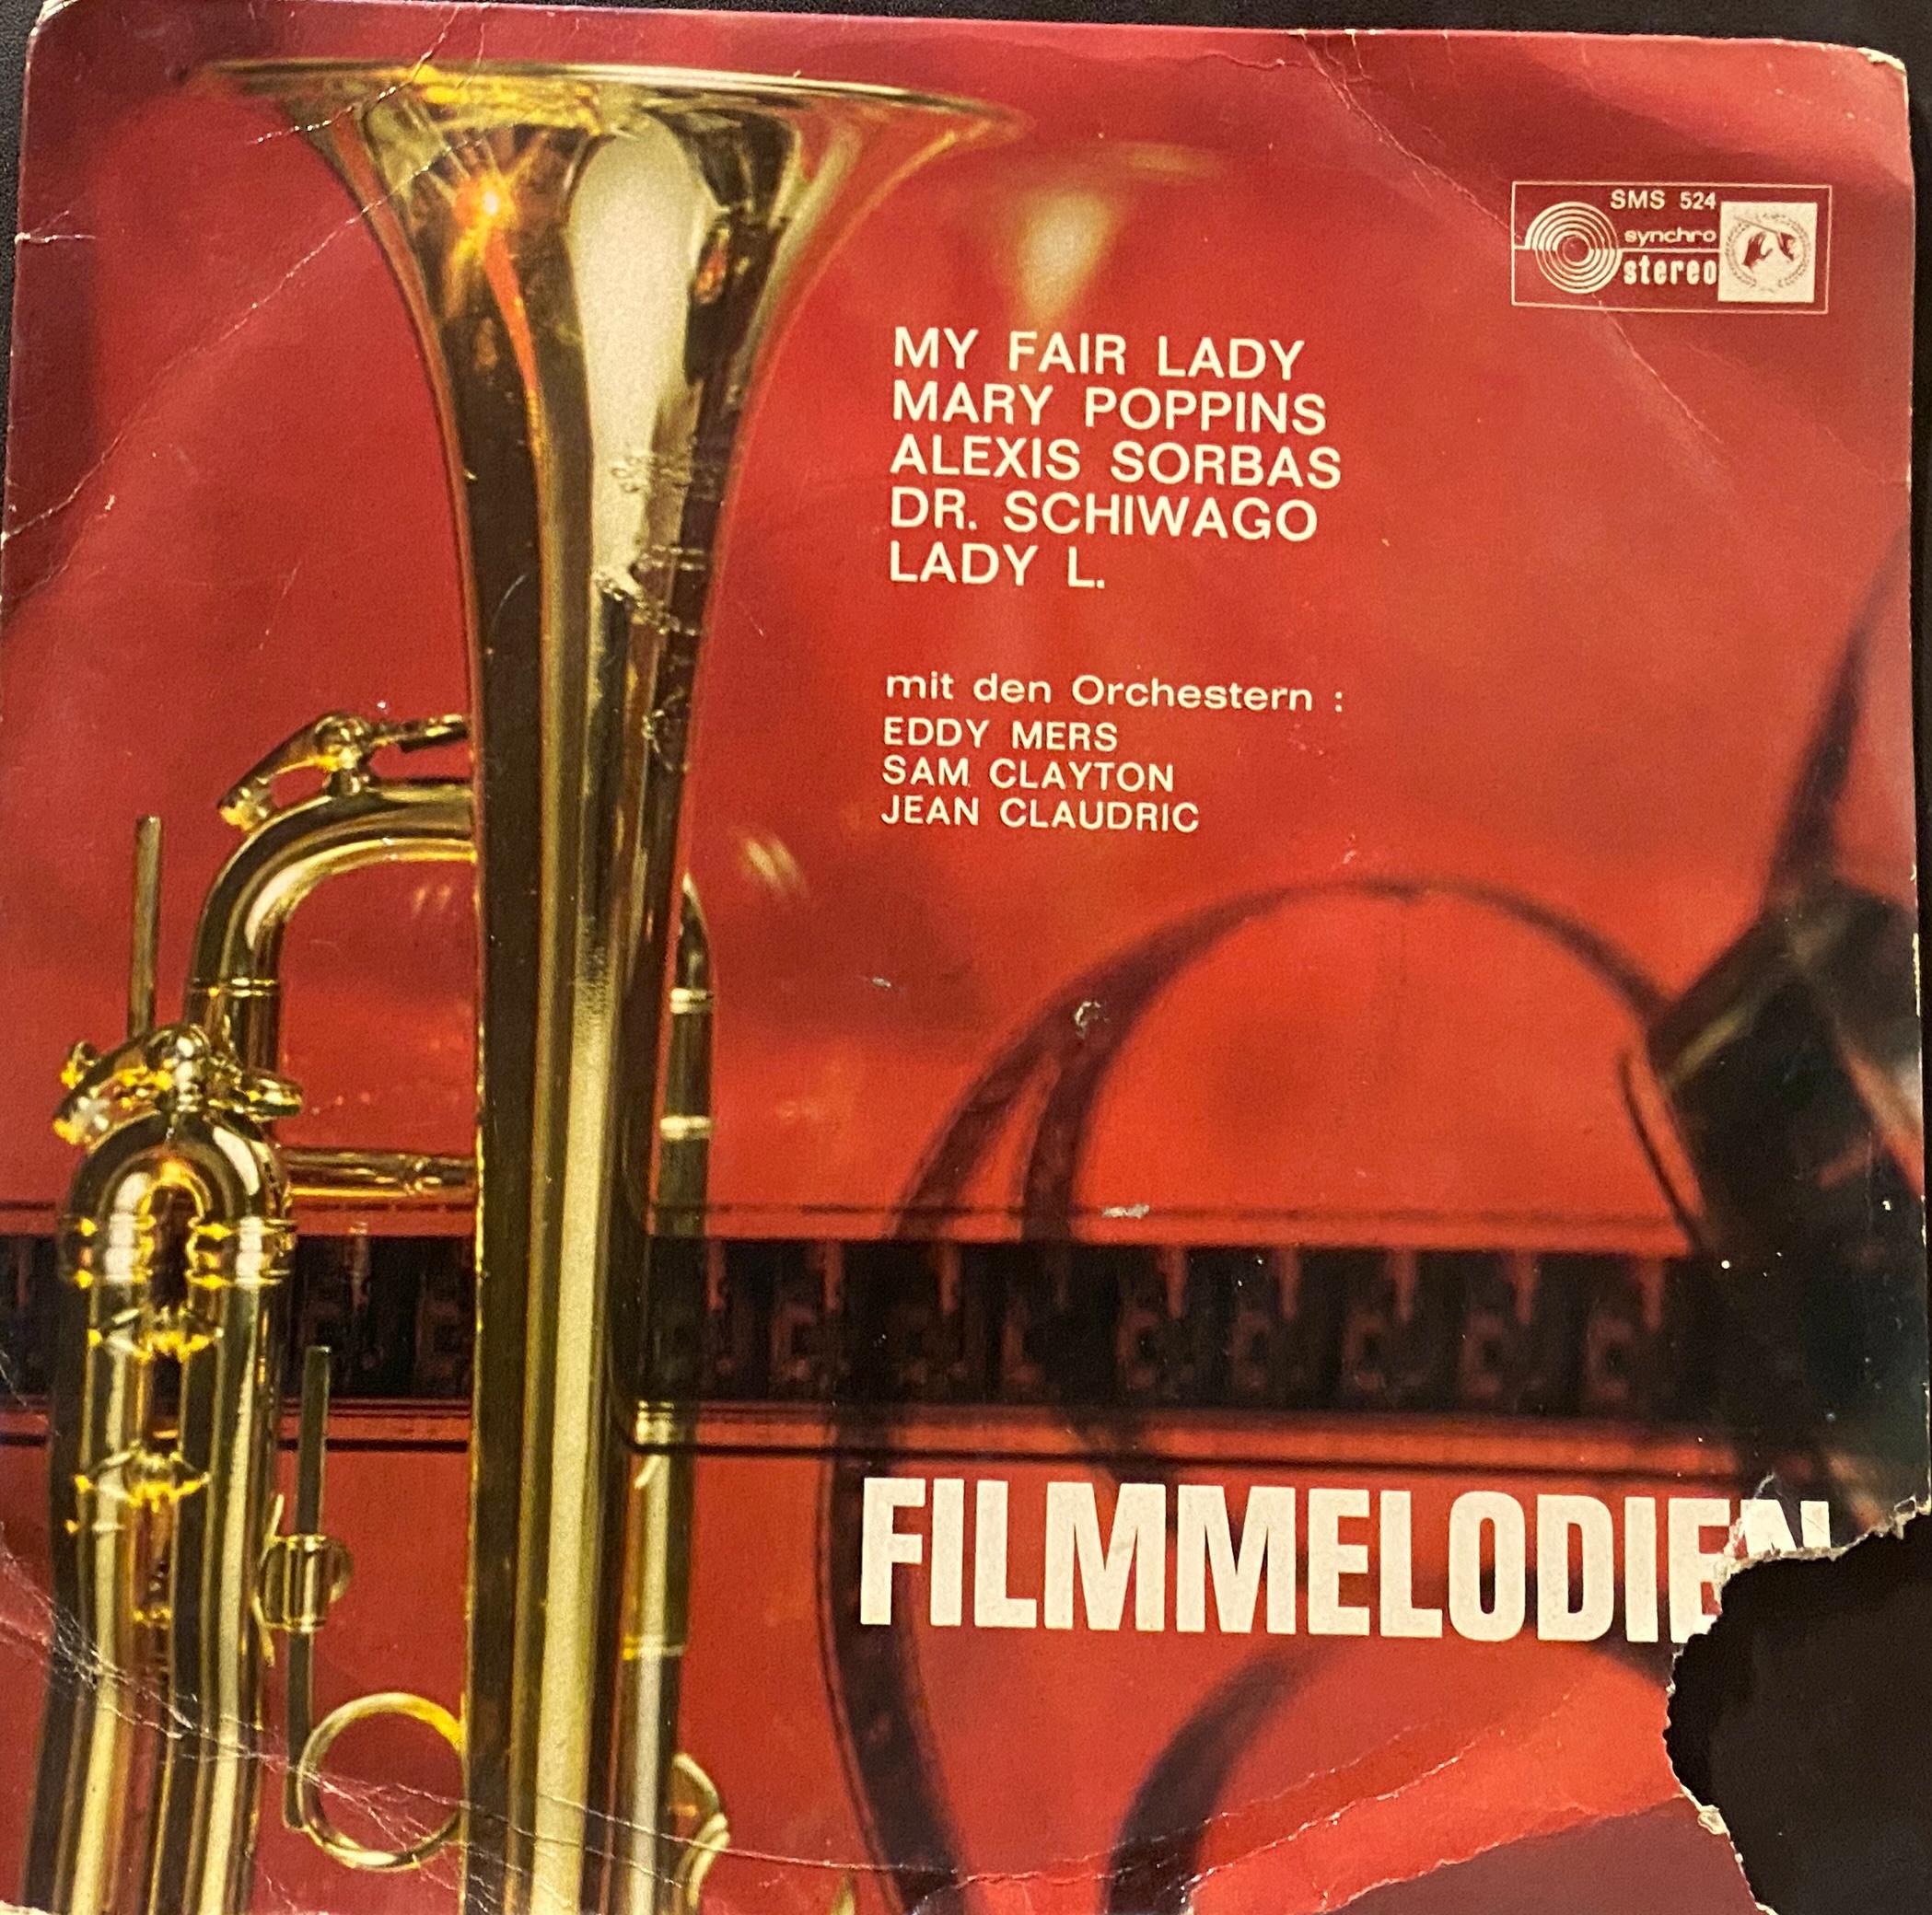 SMS 524
synchro
stereo
MY FAIR LADY
MARY POPPINS
ALEXIS SORBAS
DR. SCHIWAGO
LADY L.
mit den Orchestern :
EDDY MERS
SAM CLAYTON
JEAN CLAUDRIC
FILMMELODIEN